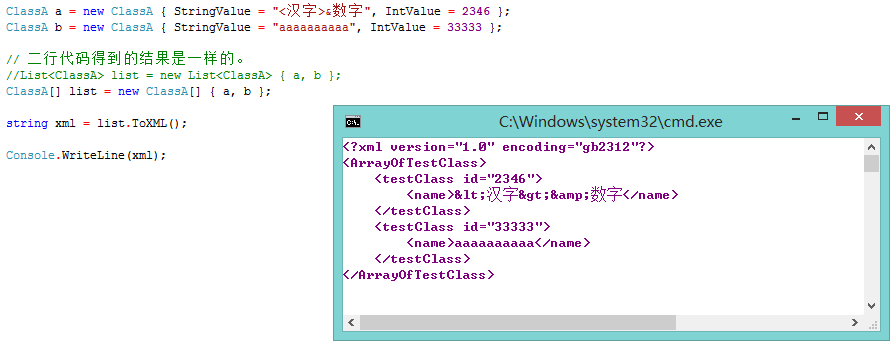 ClassA a = new ClassA { StringValue = "<汉字>&数字", IntValue = 2346 };
ClassA b = new ClassA { StringValue = "aaaaaaaaaa", IntValue = 33333 };
// 二行代码得到的结果是一样的。
//List<ClassA> list = new List<ClassA> { a, b };
ClassA[] list = new ClassA[] { a, b };
string xml = list.ToXML();
Console.WriteLine(xml);
C:\Windows\system32\cmd.exe
<?xml version="1.0" encoding="gb2312"?>
<ArrayOfTestClass>
    <testClass id="2346">
        <name>&lt;汉字&gt;&amp;数字</name>
    </testClass>
    <testClass id="33333">
        <name>aaaaaaaaaa</name>
    </testClass>
</ArrayOfTestClass>